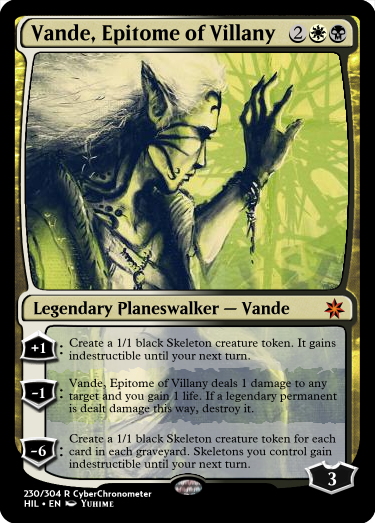 Vande, Epitome of Villany 2
Legendary Planeswalker — Vande
+1: Create a 1/1 black Skeleton creature token. It gains
indestructible until your next turn.
−1: Vande, Epitome of Villany deals 1 damage to any
target and you gain 1 life. If a legendary permanent
is dealt damage this way, destroy it.
−6: Create a 1/1 black Skeleton creature token for each
card in each graveyard. Skeletons you control gain
indestructible until your next turn.
3
230/304 R CyberChronometer
HIL • EN Yuhime